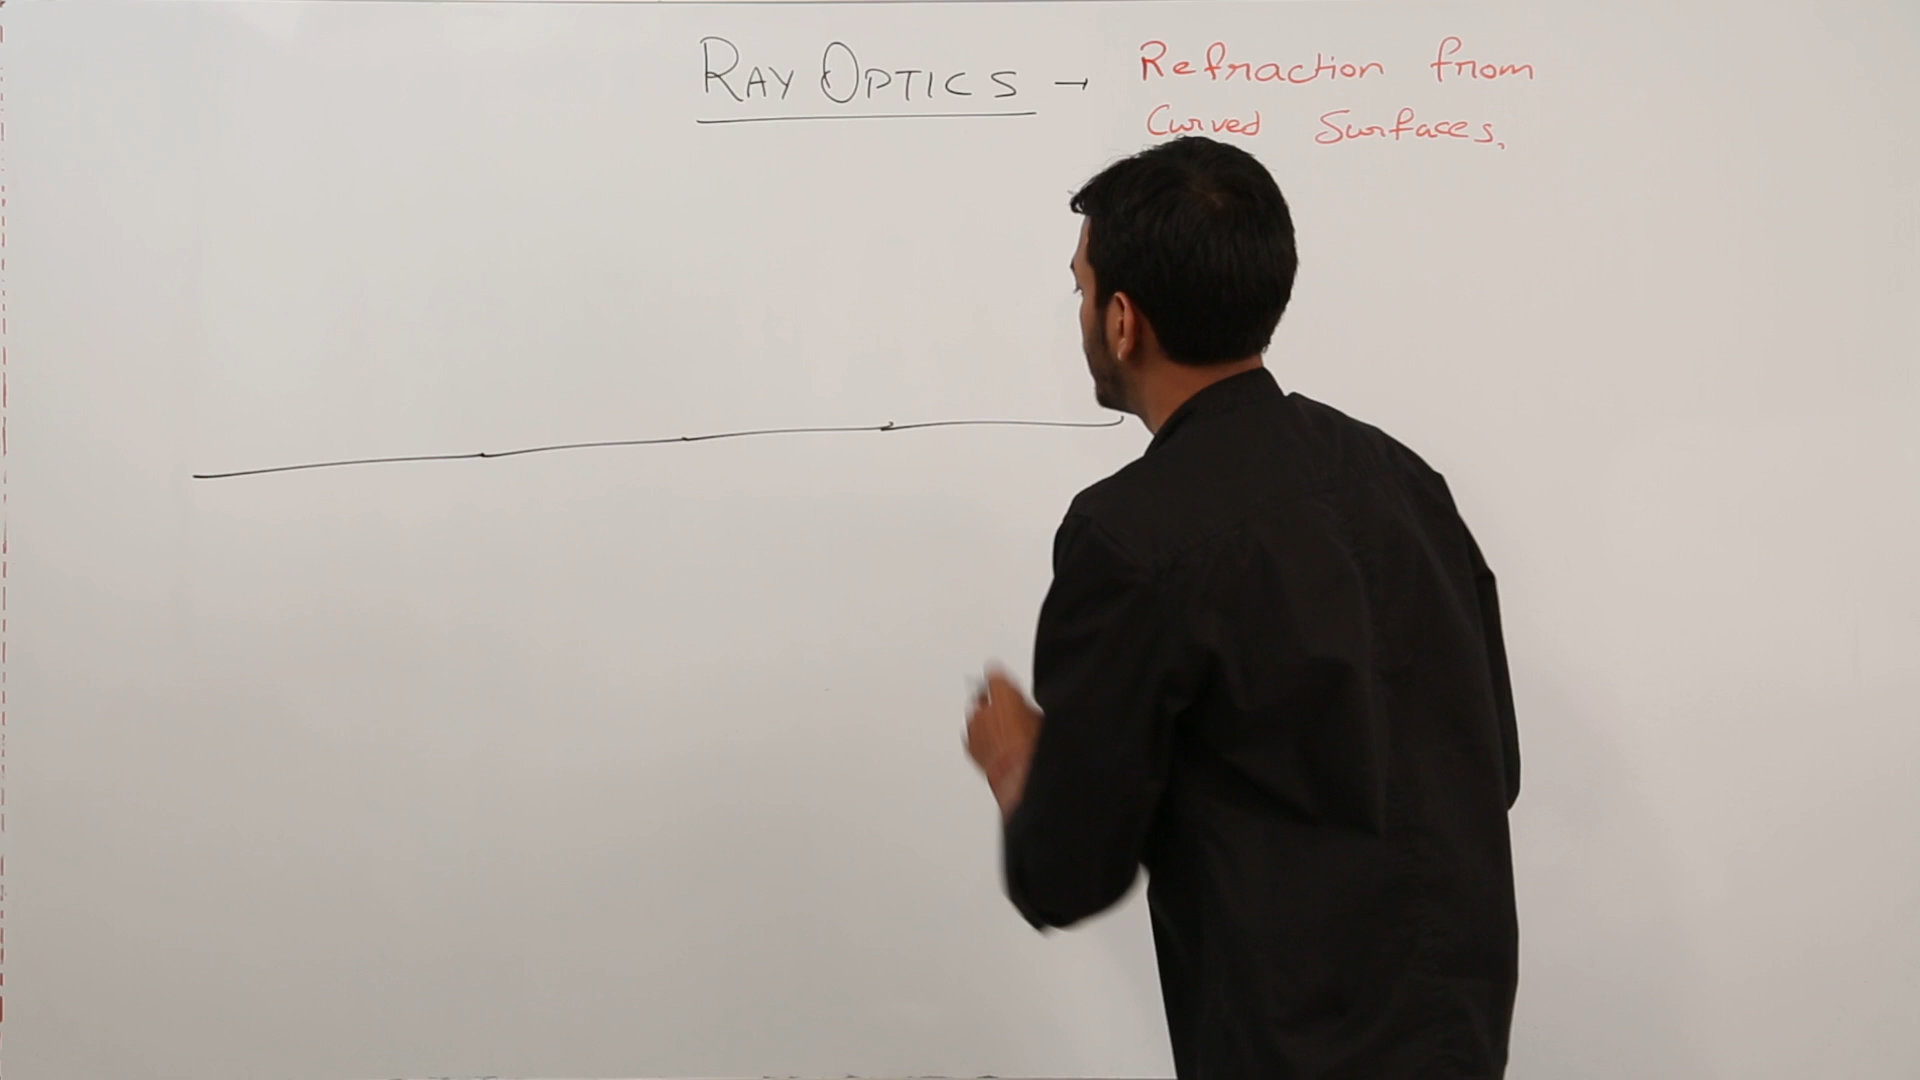 RAY OPTICS → Refraction from
Curved Surfaces.